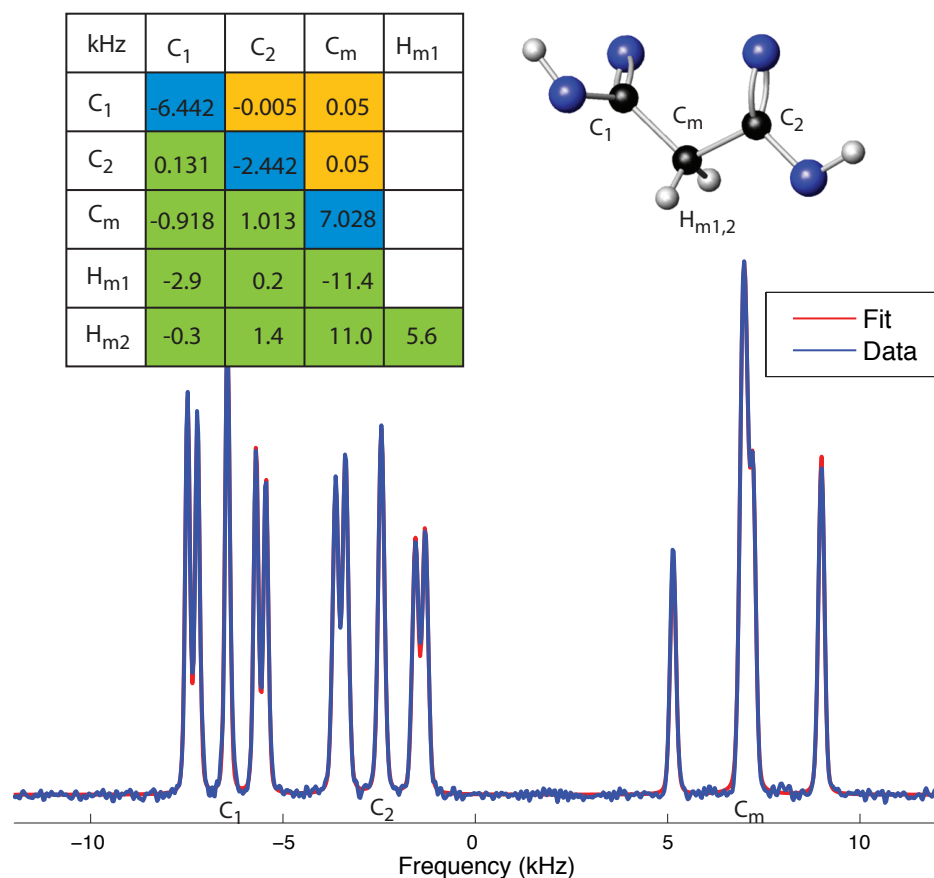 kHz C1 C2 Cm Hm1
C1 -6.442 -0.005 0.05
C2 0.131 -2.442 0.05
Cm -0.918 1.013 7.028
Hm1 -2.9 0.2 -11.4
Hm2 -0.3 1.4 11.0 5.6
C1 Cm C2
Hm1,2
Fit
Data
C1 C2 Cm
−10 −5 0 5 10
Frequency (kHz)